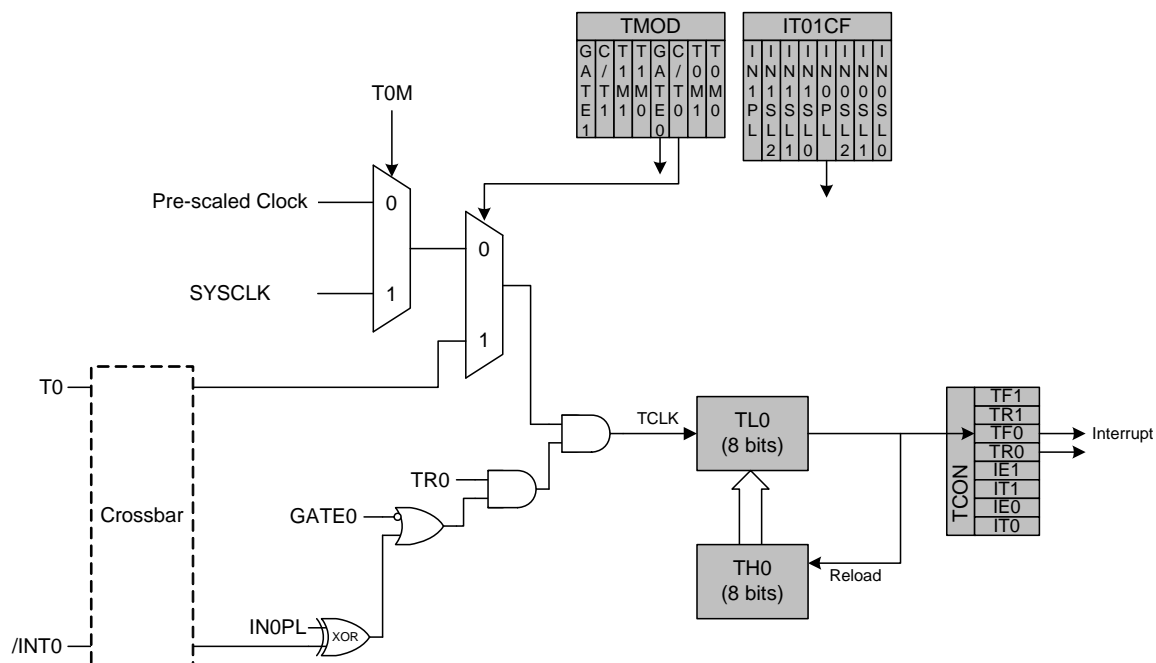 TMOD
GATE1
C/T1
T1M1
T1M0
GATE0
C/T0
T0M1
T0M0
IT01CF
IN1PL
IN1SL2
IN1SL1
IN1SL0
IN0PL
IN0SL2
IN0SL1
IN0SL0
T0M
Pre-scaled Clock
0
SYSCLK
1
0
1
T0
Crossbar
/INT0
IN0PL
XOR
GATE0
TR0
TCLK
TL0
(8 bits)
TH0
(8 bits)
Reload
TCON
TF1
TR1
TF0
TR0
IE1
IT1
IE0
IT0
Interrupt